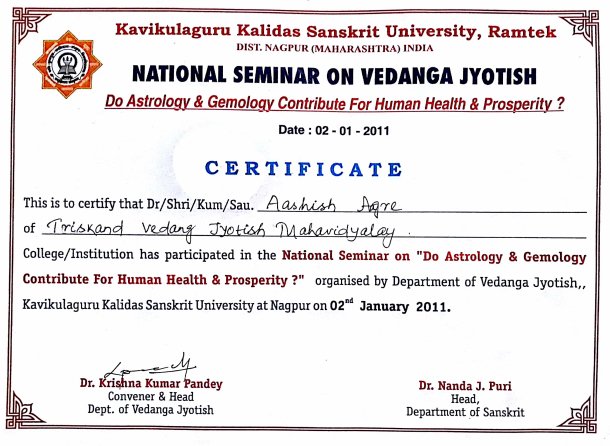 Kavikulaguru Kalidas Sanskrit University, Ramtek
DIST. NAGPUR (MAHARASHTRA) INDIA
NATIONAL SEMINAR ON VEDANGA JYOTISH
Do Astrology & Gemology Contribute For Human Health & Prosperity ?
Date : 02 - 01 - 2011
CERTIFICATE
This is to certify that Dr/Shri/Kum/Sau. Aashish Agre
of Triskand Vedang Jyotish Mahavidyalay .
College/Institution has participated in the National Seminar on "Do Astrology & Gemology
Contribute For Human Health & Prosperity ?" organised by Department of Vedanga Jyotish,,
Kavikulaguru Kalidas Sanskrit University at Nagpur on 02nd January 2011.
Dr. Krishna Kumar Pandey
Convener & Head
Dept. of Vedanga Jyotish
Dr. Nanda J. Puri
Head,
Department of Sanskrit